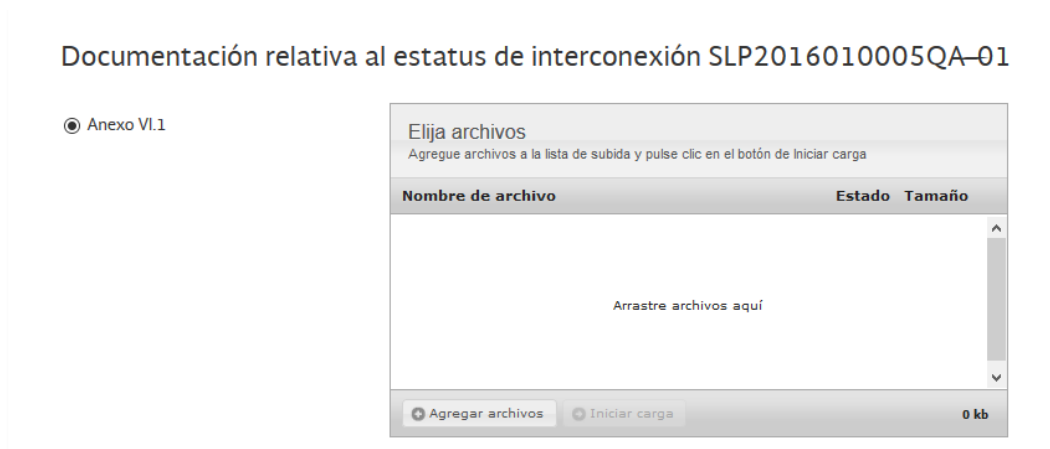 Documentación relativa al estatus de interconexión SLP2016010005QA-01
Anexo VI.1
Elija archivos
Agregue archivos a la lista de subida y pulse clic en el botón de Iniciar carga
Nombre de archivo Estado Tamaño
Arrastre archivos aquí
Agregar archivos Iniciar carga 0 kb